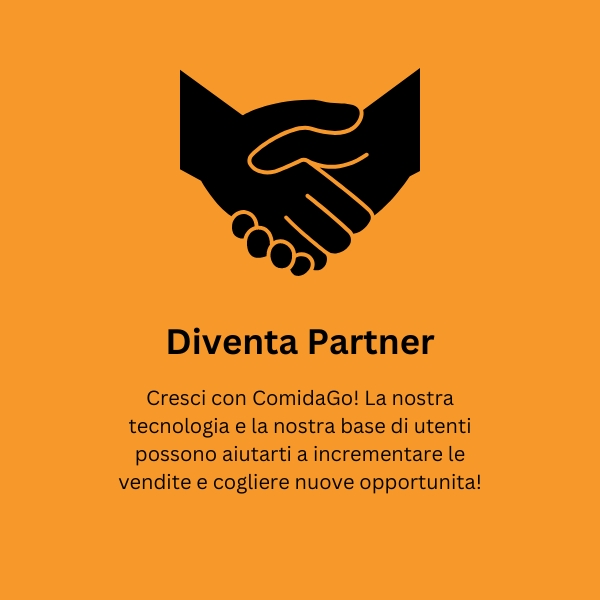 Diventa Partner
Cresci con ComidaGo! La nostra
tecnologia e la nostra base di utenti
possono aiutarti a incrementare le
vendite e cogliere nuove opportunita!